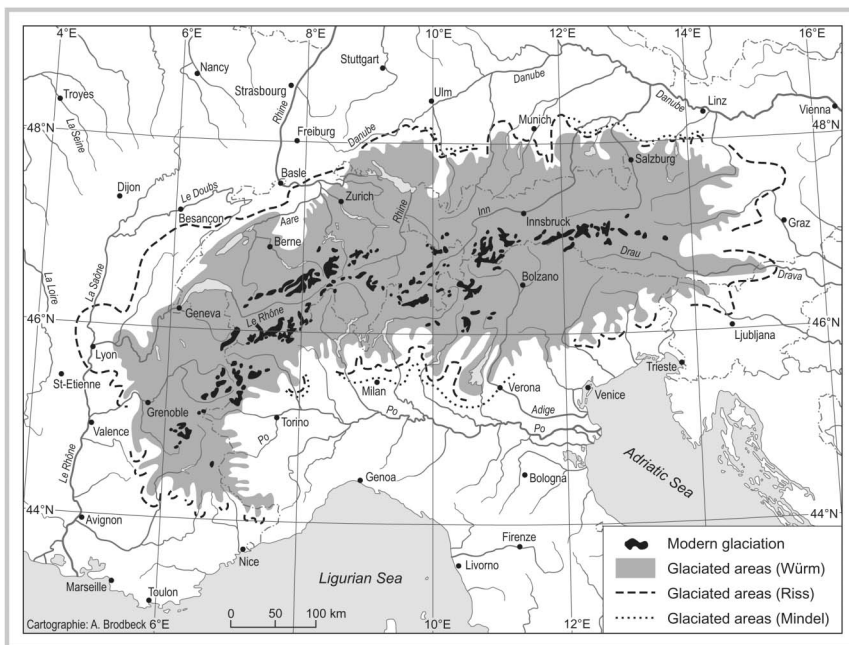 4°E 6°E 8°E 10°E 12°E 14°E 16°E
Stuttgart
Nancy
Troyes
Strasbourg
Ulm
Danube
Linz
Vienna
La Seine
Rhine
Danube
Munich
48°N
Freiburg
Danube
48°N
Salzburg
Basle
Dijon
Le Doubs
Zurich
Rhine
Besançon
Aare
Inn
Innsbruck
Graz
Berne
La Saône
Drau
La Loire
Bolzano
Drava
Geneva
Le Rhône
46°N
46°N
Lyon
Ljubljana
St-Etienne
Trieste
Milan
Verona
Venice
Grenoble
Adige
Valence
Torino
Po
Po
Po
Le Rhône
Adriatic Sea
Genoa
Bologna
44°N
44°N
Avignon
Firenze
Nice
Livorno
Marseille
Ligurian Sea
Toulon
0 50 100 km
Cartographie: A. Brodbeck 6°E
10°E
12°E
Modern glaciation
Glaciated areas (Würm)
Glaciated areas (Riss)
Glaciated areas (Mindel)